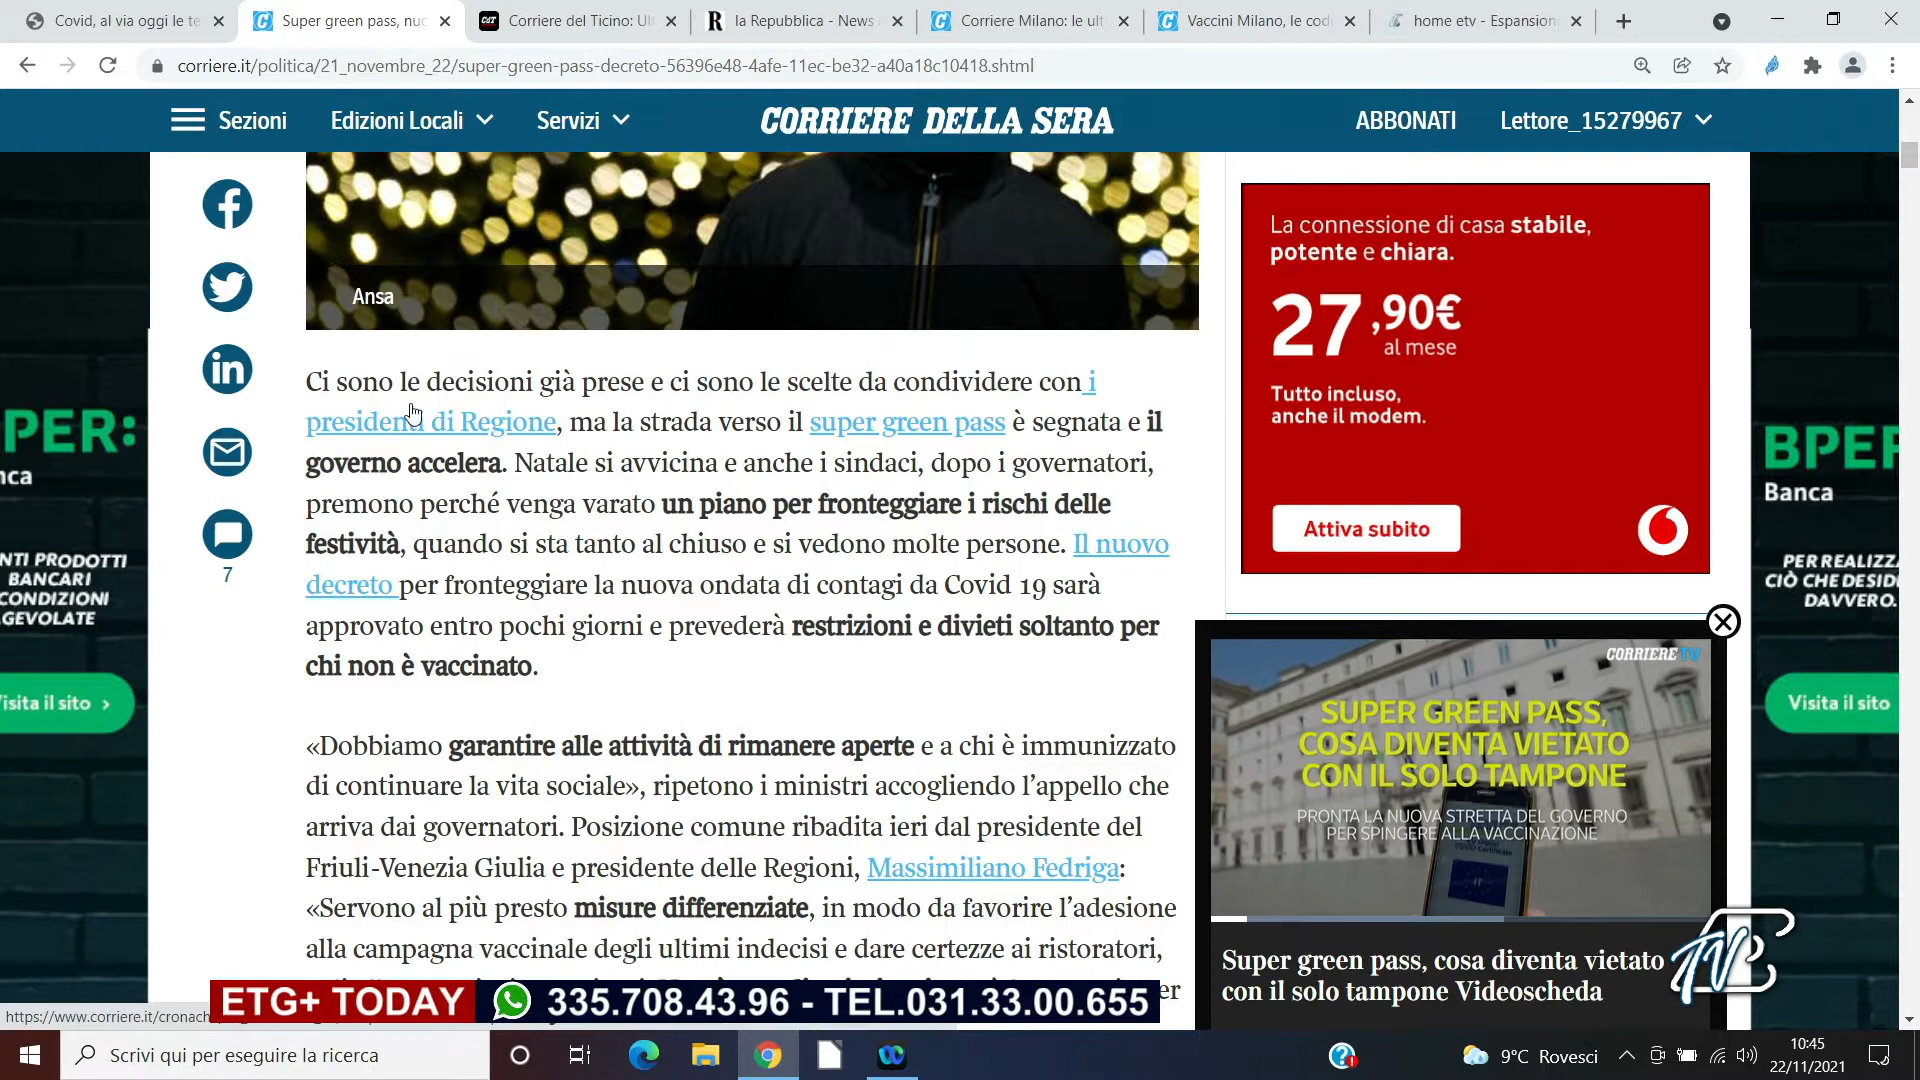 Covid, al via oggi le te
Super green pass, nuo
Corriere del Ticino: Ult
la Repubblica - News
Corriere Milano: le ult
Vaccini Milano, le cod
home etv - Espansion
corriere.it/politica/21_novembre_22/super-green-pass-decreto-56396e48-4afe-11ec-be32-a40a18c10418.shtml
Sezioni
Edizioni Locali
Servizi
CORRIERE DELLA SERA
ABBONATI
Lettore_15279967
Ansa
Ci sono le decisioni già prese e ci sono le scelte da condividere con i
presidenti di Regione, ma la strada verso il super green pass è segnata e il
governo accelera. Natale si avvicina e anche i sindaci, dopo i governatori,
premono perché venga varato un piano per fronteggiare i rischi delle
festività, quando si sta tanto al chiuso e si vedono molte persone. Il nuovo
decreto per fronteggiare la nuova ondata di contagi da Covid 19 sarà
approvato entro pochi giorni e prevederà restrizioni e divieti soltanto per
chi non è vaccinato.
«Dobbiamo garantire alle attività di rimanere aperte e a chi è immunizzato
di continuare la vita sociale», ripetono i ministri accogliendo l'appello che
arriva dai governatori. Posizione comune ribadita ieri dal presidente del
Friuli-Venezia Giulia e presidente delle Regioni, Massimiliano Fedriga:
«Servono al più presto misure differenziate, in modo da favorire l'adesione
alla campagna vaccinale degli ultimi indecisi e dare certezze ai ristoratori,
er
7
La connessione di casa stabile,
potente e chiara.
27,90€
al mese
Tutto incluso,
anche il modem.
Attiva subito
CORRIERE TV
SUPER GREEN PASS,
COSA DIVENTA VIETATO
CON IL SOLO TAMPONE
PRONTA LA NUOVA STRETTA DEL GOVERNO
PER SPINGERE ALLA VACCINAZIONE
Super green pass, cosa diventa vietato
con il solo tampone Videoscheda
PER:
nca
NTI PRODOTTI
BANCARI
CONDIZIONI
GEVOLATE
isita il sito ›
BPER
Banca
PER REALIZZA
CIÒ CHE DESID
DAVVERO.
Visita il sito
ETG+ TODAY
335.708.43.96 - TEL.031.33.00.655
https://www.corriere.it/cronach
Scrivi qui per eseguire la ricerca
9°C Rovesci
10:45
22/11/2021